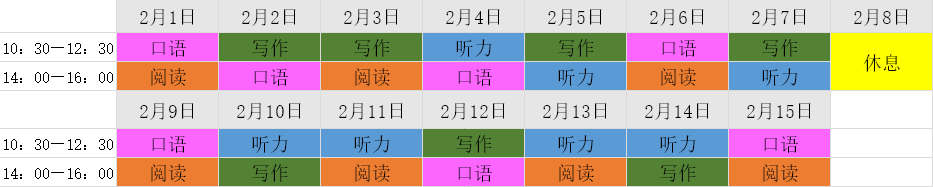 2月1日 2月2日 2月3日 2月4日 2月5日 2月6日 2月7日 2月8日
10：30—12：30 口语 写作 写作 听力 写作 口语 写作 休息
14：00—16：00 阅读 口语 阅读 口语 听力 阅读 听力
2月9日 2月10日 2月11日 2月12日 2月13日 2月14日 2月15日
10：30—12：30 口语 听力 听力 写作 听力 听力 口语
14：00—16：00 阅读 写作 阅读 口语 阅读 写作 阅读